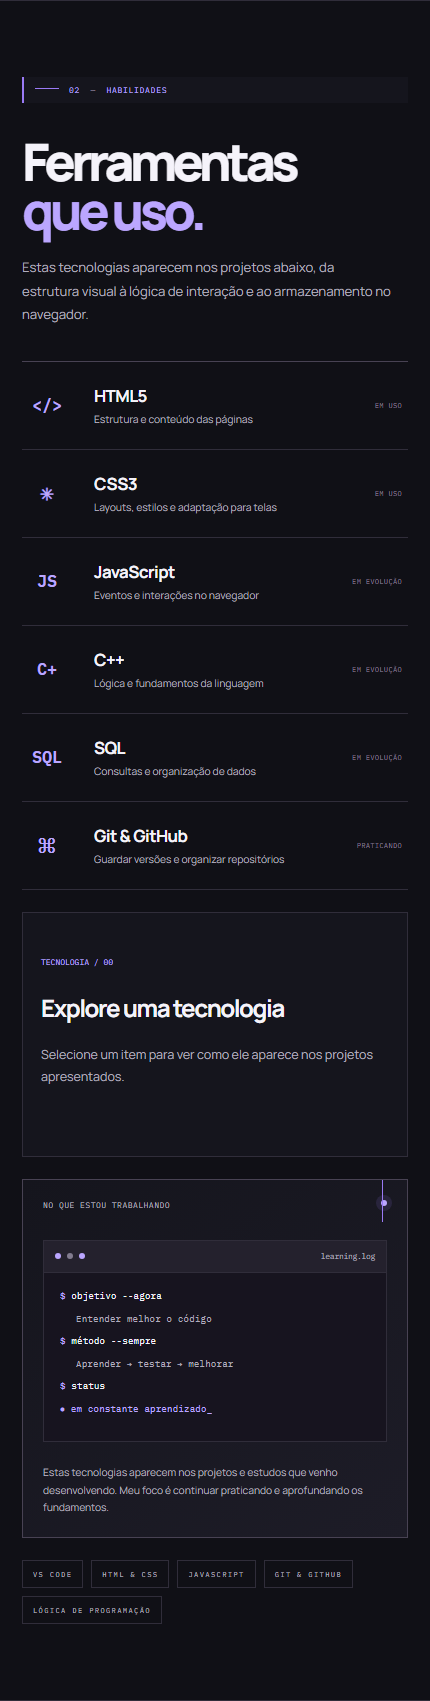 02 — HABILIDADES
Ferramentas
que uso.
Estas tecnologias aparecem nos projetos abaixo, da
estrutura visual à lógica de interação e ao armazenamento no
navegador.
</> HTML5
Estrutura e conteúdo das páginas
EM USO
✳ CSS3
Layouts, estilos e adaptação para telas
EM USO
JS JavaScript
Eventos e interações no navegador
EM EVOLUÇÃO
C+ C++
Lógica e fundamentos da linguagem
EM EVOLUÇÃO
SQL SQL
Consultas e organização de dados
EM EVOLUÇÃO
⌘ Git & GitHub
Guardar versões e organizar repositórios
PRATICANDO
TECNOLOGIA / 00
Explore uma tecnologia
Selecione um item para ver como ele aparece nos projetos
apresentados.
NO QUE ESTOU TRABALHANDO
learning.log
$ objetivo --agora
Entender melhor o código
$ método --sempre
Aprender → testar → melhorar
$ status
● em constante aprendizado_
Estas tecnologias aparecem nos projetos e estudos que venho
desenvolvendo. Meu foco é continuar praticando e aprofundando os
fundamentos.
VS CODE HTML & CSS JAVASCRIPT GIT & GITHUB
LÓGICA DE PROGRAMAÇÃO